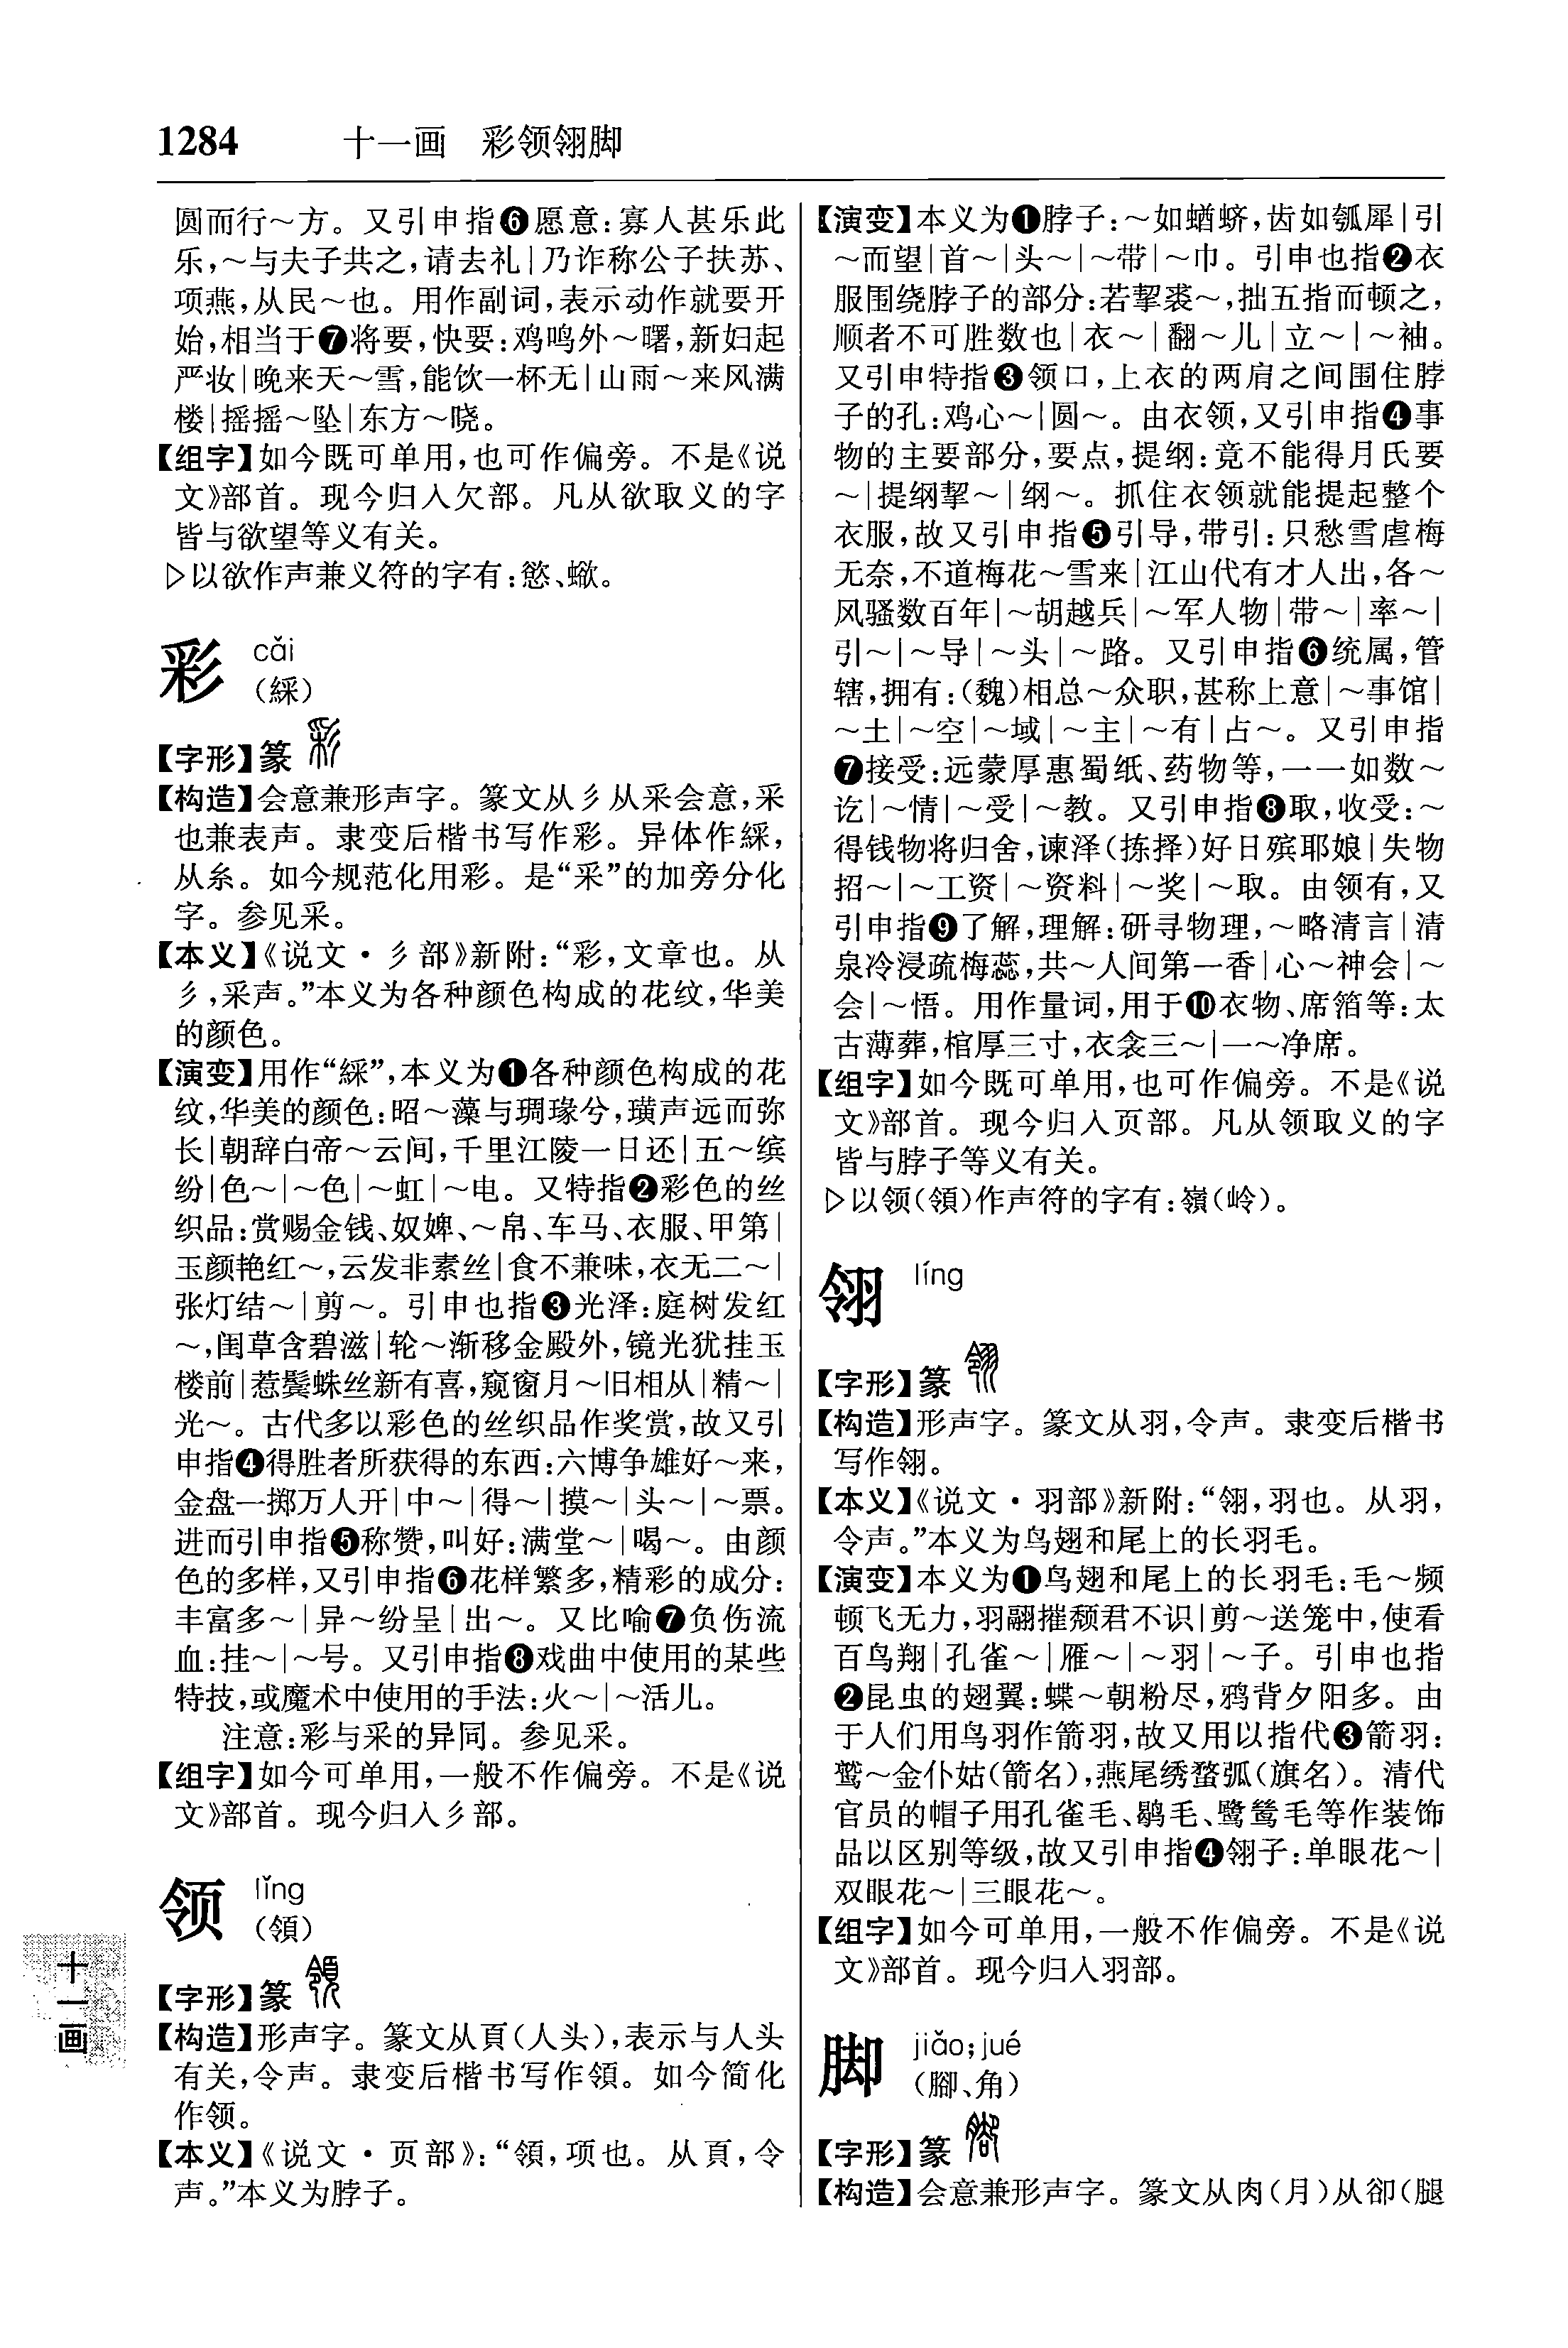 1284 十一画 彩领翎脚
圆而行～方。又引申指❻愿意:寡人甚乐此
乐,～与夫子共之,请去礼|乃诈称公子扶苏、
项燕,从民～也。用作副词,表示动作就要开
始,相当于❼将要,快要:鸡鸣外～曙,新妇起
严妆|晚来天～雪,能饮一杯无|山雨～来风满
楼|摇摇～坠|东方～晓。
【组字】如今既可单用,也可作偏旁。不是《说
文》部首。现今归入欠部。凡从欲取义的字
皆与欲望等义有关。
▷以欲作声兼义符的字有:慾、蠍。
彩 cǎi
(綵)
【字形】篆
【构造】会意兼形声字。篆文从彡从采会意,采
也兼表声。隶变后楷书写作彩。异体作綵,
从糸。如今规范化用彩。是“采”的加旁分化
字。参见采。
【本义】《说文·彡部》新附:“彩,文章也。从
彡,采声。”本义为各种颜色构成的花纹,华美
的颜色。
【演变】用作“綵”,本义为❶各种颜色构成的花
纹,华美的颜色:昭～藻与琱瑑兮,璜声远而弥
长|朝辞白帝～云间,千里江陵一日还|五～缤
纷|色～|～色|～虹|～电。又特指❷彩色的丝
织品:赏赐金钱、奴婢、～帛、车马、衣服、甲第|
玉颜艳红～,云发非素丝|食不兼味,衣无二～|
张灯结～|剪～。引申也指❸光泽:庭树发红
～,闺草含碧滋|轮～渐移金殿外,镜光犹挂玉
楼前|惹鬓蛛丝新有喜,窥窗月～旧相从|精～|
光～。古代多以彩色的丝织品作奖赏,故又引
申指❹得胜者所获得的东西:六博争雄好～来,
金盘一掷万人开|中～|得～|摸～|头～|～票。
进而引申指❺称赞,叫好:满堂～|喝～。由颜
色的多样,又引申指❻花样繁多,精彩的成分:
丰富多～|异～纷呈|出～。又比喻❼负伤流
血:挂～|～号。又引申指❽戏曲中使用的某些
特技,或魔术中使用的手法:火～|～活儿。
注意:彩与采的异同。参见采。
【组字】如今可单用,一般不作偏旁。不是《说
文》部首。现今归入彡部。
领 lǐng
(領)
【字形】篆
【构造】形声字。篆文从頁(人头),表示与人头
有关,令声。隶变后楷书写作領。如今简化
作领。
【本义】《说文·页部》:“領,项也。从頁,令
声。”本义为脖子。
【演变】本义为❶脖子:～如蝤蛴,齿如瓠犀|引
～而望|首～|头～|～带|～巾。引申也指❷衣
服围绕脖子的部分:若挈裘～,拙五指而顿之,
顺者不可胜数也|衣～|翻～儿|立～|～袖。
又引申特指❸领口,上衣的两肩之间围住脖
子的孔:鸡心～|圆～。由衣领,又引申指❹事
物的主要部分,要点,提纲:竟不能得月氏要
～|提纲挈～|纲～。抓住衣领就能提起整个
衣服,故又引申指❺引导,带引:只愁雪虐梅
无奈,不道梅花～雪来|江山代有才人出,各～
风骚数百年|～胡越兵|～军人物|带～|率～|
引～|～导|～头|～路。又引申指❻统属,管
辖,拥有:(魏)相总～众职,甚称上意|～事馆|
～土|～空|～域|～主|～有|占～。又引申指
❼接受:远蒙厚惠蜀纸、药物等,一一如数～
讫|～情|～受|～教。又引申指❽取,收受:～
得钱物将归舍,谏泽(拣择)好日殡耶娘|失物
招～|～工资|～资料|～奖|～取。由领有,又
引申指❾了解,理解:研寻物理,～略清言|清
泉冷浸疏梅蕊,共～人间第一香|心～神会|～
会|～悟。用作量词,用于❿衣物、席箔等:太
古薄葬,棺厚三寸,衣衾三～|一～净席。
【组字】如今既可单用,也可作偏旁。不是《说
文》部首。现今归入页部。凡从领取义的字
皆与脖子等义有关。
▷以领(領)作声符的字有:嶺(岭)。
翎 líng
【字形】篆
【构造】形声字。篆文从羽,令声。隶变后楷书
写作翎。
【本义】《说文·羽部》新附:“翎,羽也。从羽,
令声。”本义为鸟翅和尾上的长羽毛。
【演变】本义为❶鸟翅和尾上的长羽毛:毛～频
顿飞无力,羽翮摧颓君不识|剪～送笼中,使看
百鸟翔|孔雀～|雁～|～羽|～子。引申也指
❷昆虫的翅翼:蝶～朝粉尽,鸦背夕阳多。由
于人们用鸟羽作箭羽,故又用以指代❸箭羽:
鹫～金仆姑(箭名),燕尾绣蝥弧(旗名)。清代
官员的帽子用孔雀毛、鹖毛、鹭鸶毛等作装饰
品以区别等级,故又引申指❹翎子:单眼花～|
双眼花～|三眼花～。
【组字】如今可单用,一般不作偏旁。不是《说
文》部首。现今归入羽部。
脚 jiǎo;jué
(腳、角)
【字形】篆
【构造】会意兼形声字。篆文从肉(月)从卻(腿
十一画